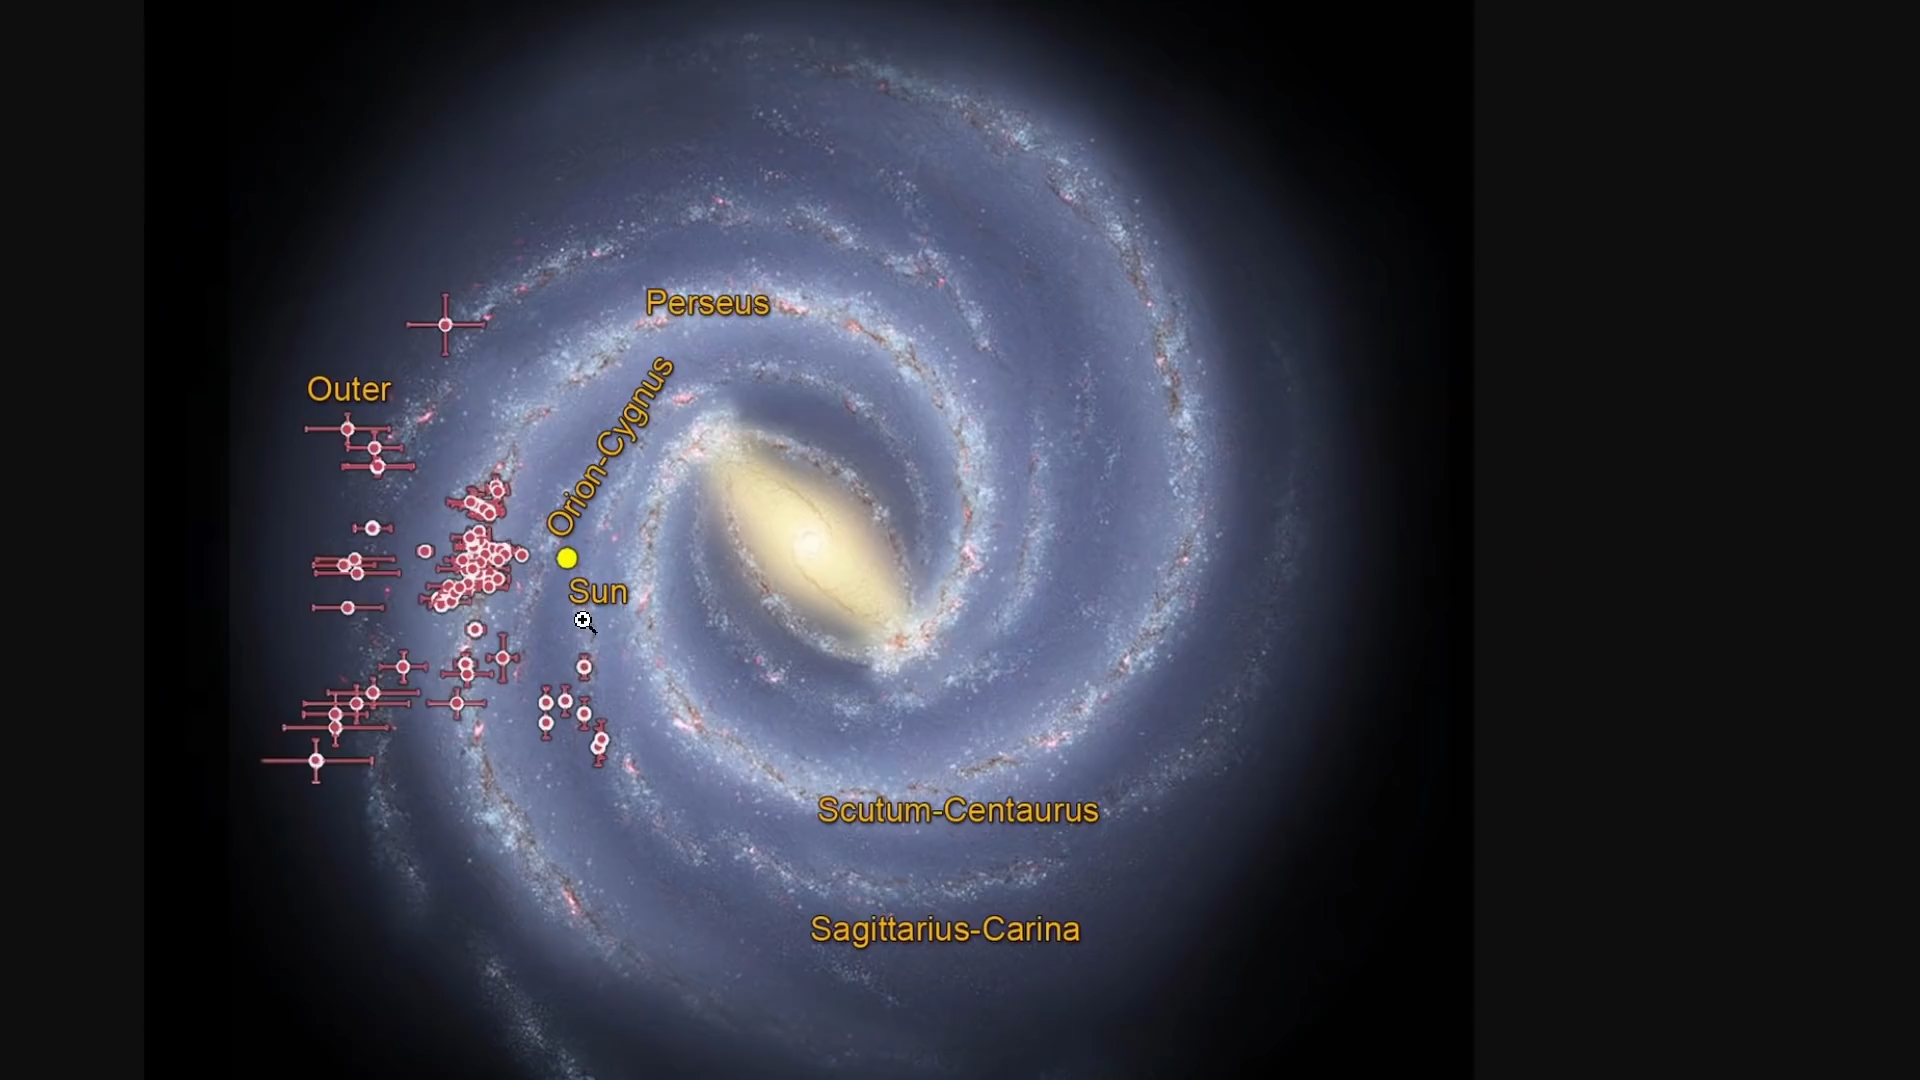 Perseus
Outer
Orion-Cygnus
Sun
Scutum-Centaurus
Sagittarius-Carina